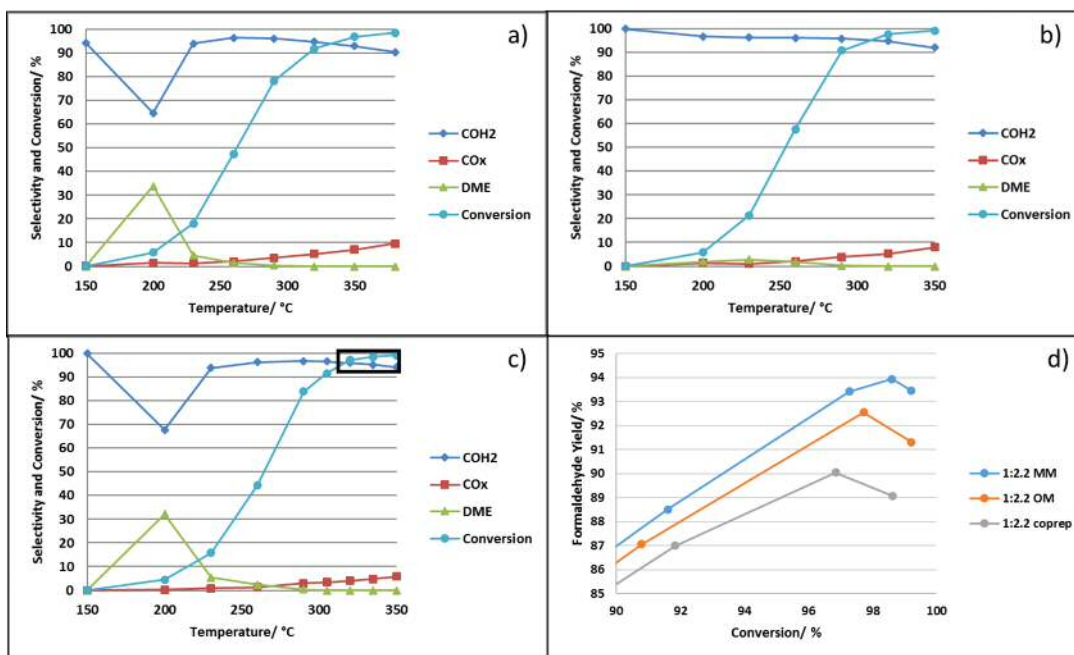 a)
Selectivity and Conversion/ %
100
90
80
70
60
50
40
30
20
10
0
150
200
250
300
350
Temperature/ °C
COH2
COx
DME
Conversion
b)
Selectivity and Conversion/ %
100
90
80
70
60
50
40
30
20
10
0
150
200
250
300
350
Temperature/ °C
COH2
COx
DME
Conversion
c)
Selectivity and Conversion/ %
100
90
80
70
60
50
40
30
20
10
0
150
200
250
300
350
Temperature/ °C
COH2
COx
DME
Conversion
d)
Formaldehyde Yield/ %
95
94
93
92
91
90
89
88
87
86
85
90
92
94
96
98
100
Conversion/ %
1:2.2 MM
1:2.2 OM
1:2.2 coprep